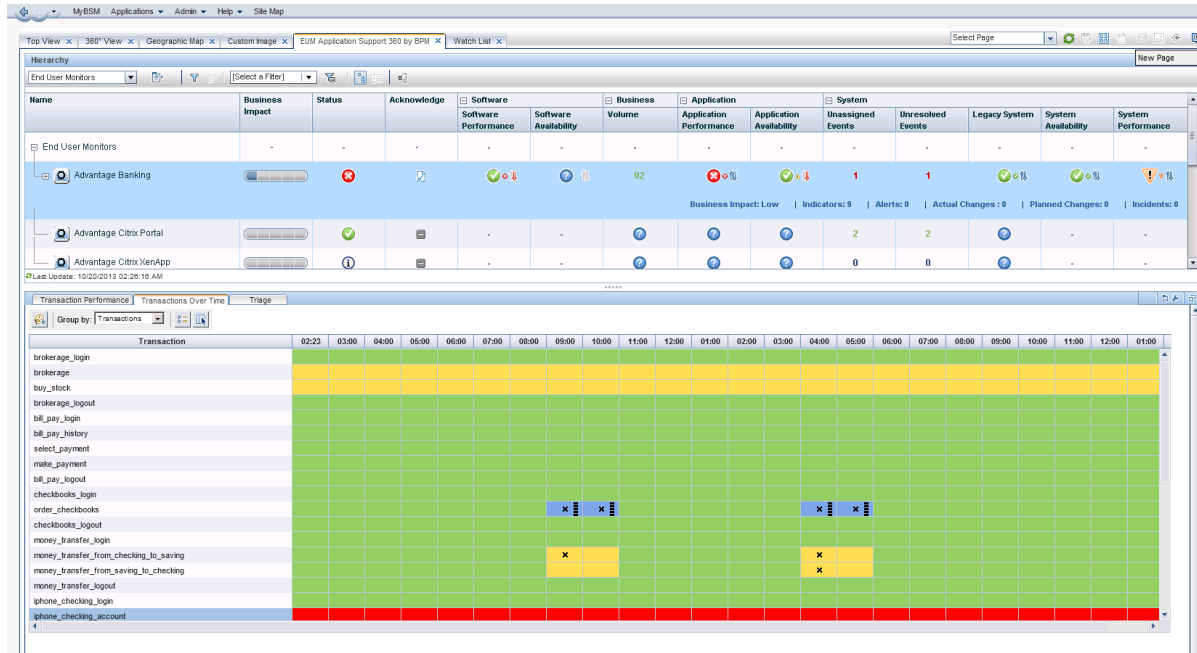 MyBSM Applications Admin Help Site Map
Top View x 360° View x Geographic Map x Custom Image x EUM Application Support 360 by BPM x Watch List x Select Page
New Page
Hierarchy
End User Monitors [Select a Filter]
Name Business Impact Status Acknowledge Software Business Application System
Software Performance Software Availability Volume Application Performance Application Availability Unassigned Events Unresolved Events Legacy System System Availability System Performance
End User Monitors - - - - - - - - - - - - -
Advantage Banking 92 1 1
Business Impact: Low | Indicators: 9 | Alerts: 0 | Actual Changes : 0 | Planned Changes: 0 | Incidents: 0
Advantage Citrix Portal - - 2 2 - -
Advantage Citrix XenApp - - 0 0 - -
Last Update: 10/20/2013 02:26:16 AM
Transaction Performance Transactions Over Time Triage
Group by: Transactions
Transaction 02:23 03:00 04:00 05:00 06:00 07:00 08:00 09:00 10:00 11:00 12:00 01:00 02:00 03:00 04:00 05:00 06:00 07:00 08:00 09:00 10:00 11:00 12:00 01:00
brokerage_login
brokerage
buy_stock
brokerage_logout
bill_pay_login
bill_pay_history
select_payment
make_payment
bill_pay_logout
checkbooks_login
order_checkbooks
checkbooks_logout
money_transfer_login
money_transfer_from_checking_to_saving
money_transfer_from_saving_to_checking
money_transfer_logout
iphone_checking_login
iphone_checking_account